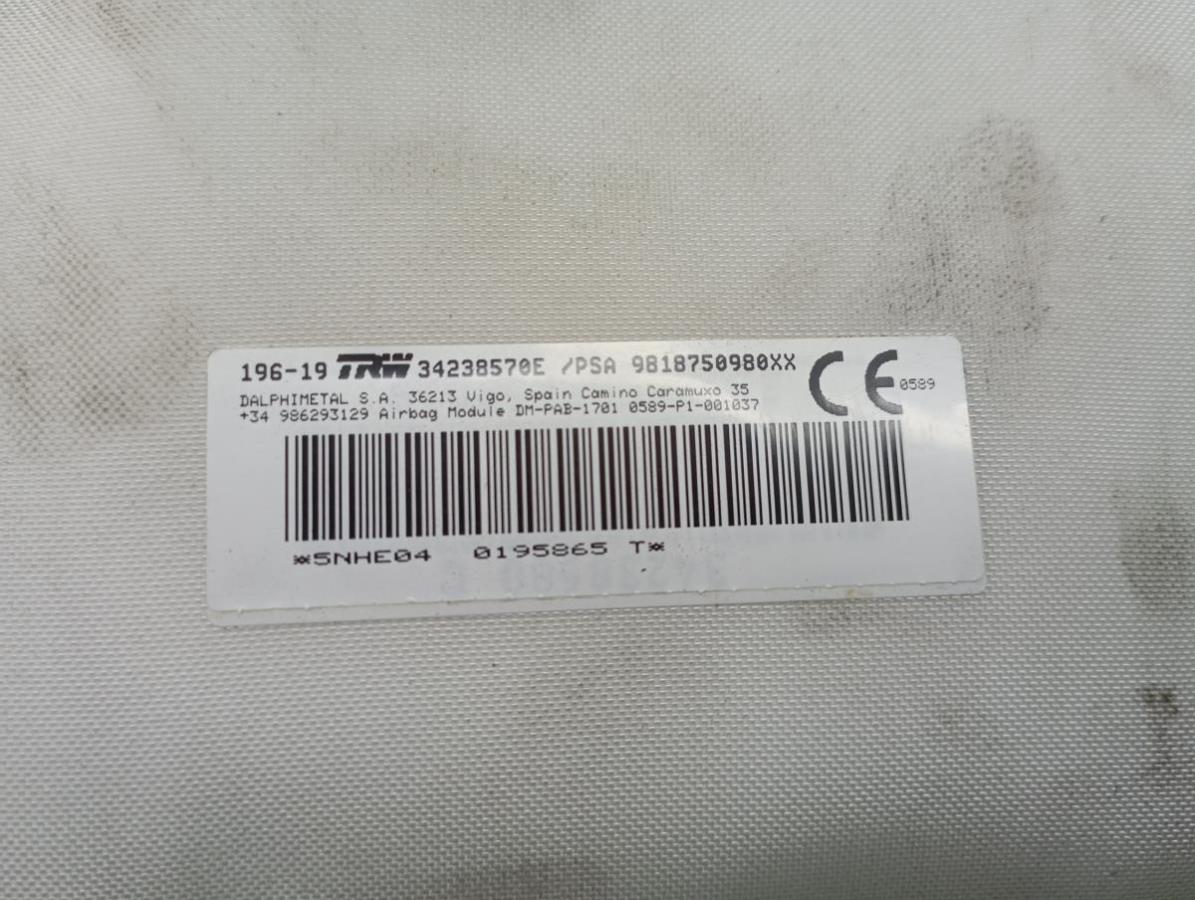 196-19 TRW 34238570E /PSA 9818750980XX CE 0589
DALPHIMETAL S.A. 36213 Vigo, Spain Camino Caramuxo 35
+34 986293129 Airbag Module DM-PAB-1701 0589-P1-001037
*5NHE04 0195865 T*